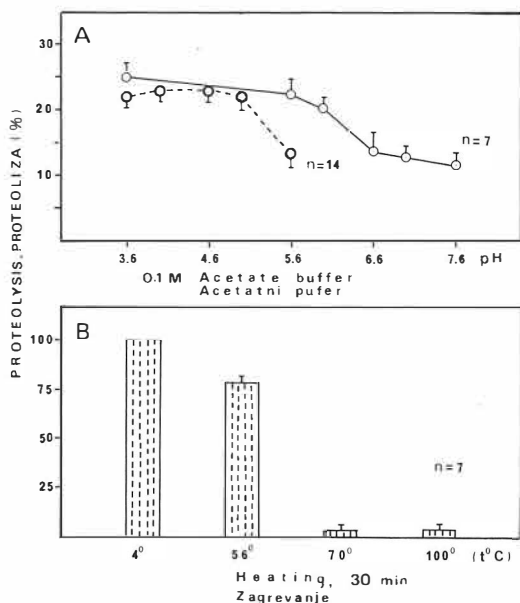 PROTEOLYSIS, PROTEOLIZA (%)
A
30
20
10
n=14
n=7
3.6 4.6 5.6 6.6 7.6 pH
0.1 M Acetate buffer
Acetatni pufer
B
100
75
50
25
n=7
4° 56° 70° 100° (t°C)
Heating, 30 min
Zagrevanje